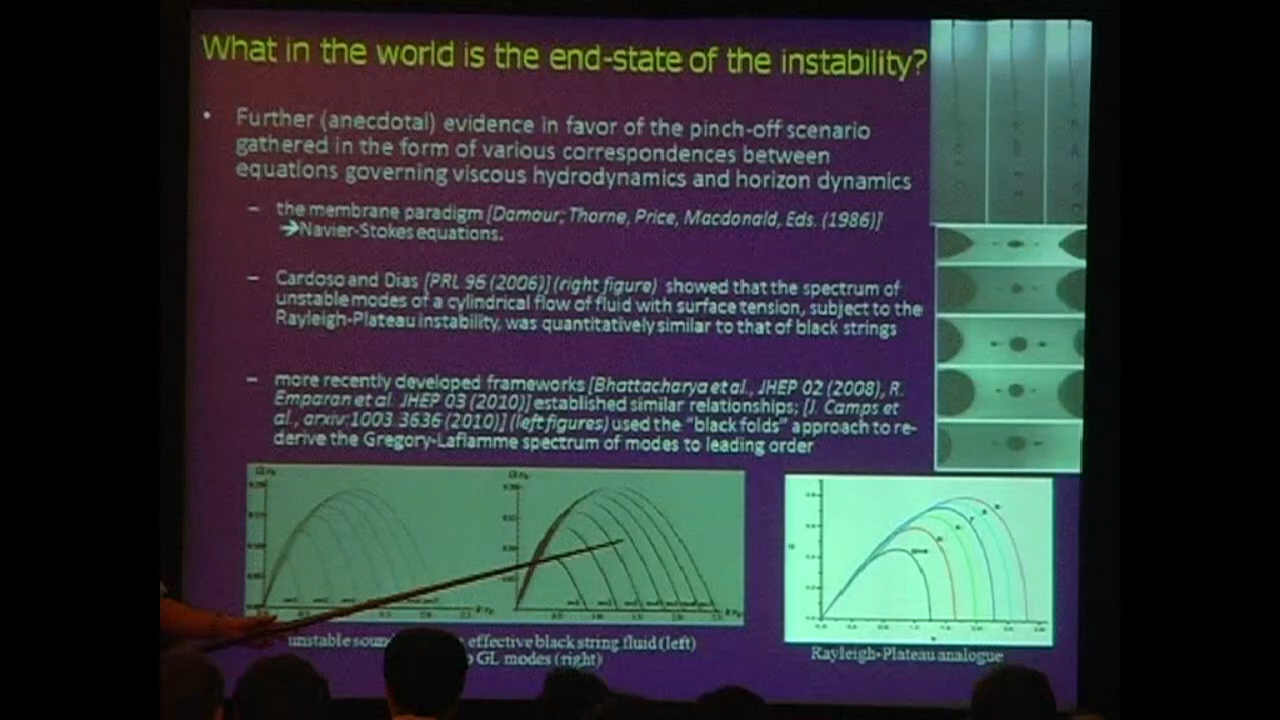 What in the world is the end-state of the instability?
• Further (anecdotal) evidence in favor of the pinch-off scenario
gathered in the form of various correspondences between
equations governing viscous hydrodynamics and horizon dynamics
– the membrane paradigm [Damour; Thorne, Price, Macdonald, Eds. (1986)]
→Navier-Stokes equations.
– Cardoso and Dias [PRL 96 (2006)] (right figure) showed that the spectrum of
unstable modes of a cylindrical flow of fluid with surface tension, subject to the
Rayleigh-Plateau instability, was quantitatively similar to that of black strings
– more recently developed frameworks [Bhattacharya et al., JHEP 02 (2008), R.
Emparan et al. JHEP 03 (2010)] established similar relationships; [J. Camps et
al., arxiv:1003.3636 (2010)] (left figures) used the "black folds" approach to re-
derive the Gregory-Laflamme spectrum of modes to leading order
unstable effective black string fluid (left)
GL modes (right)
Rayleigh-Plateau analogue